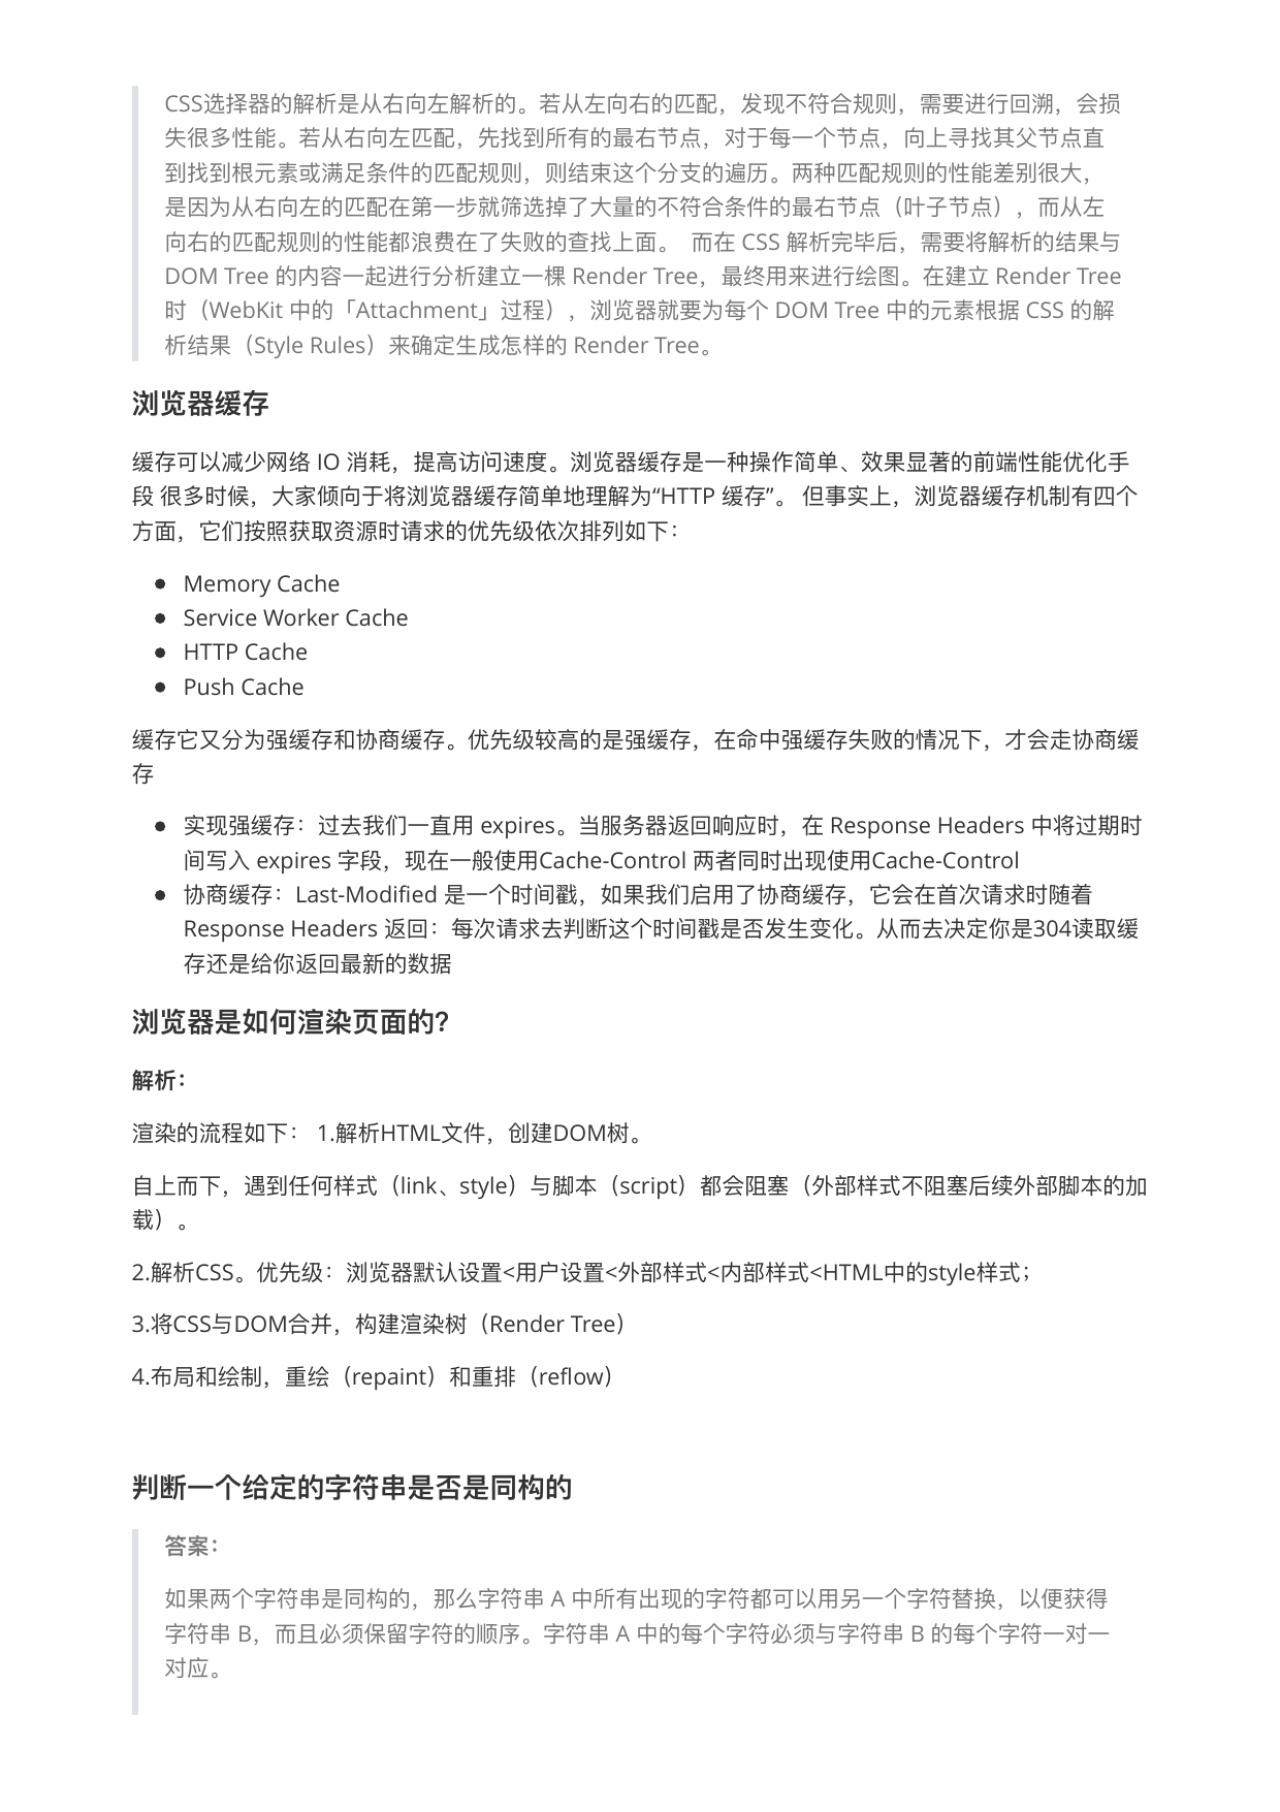 CSS选择器的解析是从右向左解析的。若从左向右的匹配，发现不符合规则，需要进行回溯，会损
失很多性能。若从右向左匹配，先找到所有的最右节点，对于每一个节点，向上寻找其父节点直
到找到根元素或满足条件的匹配规则，则结束这个分支的遍历。两种匹配规则的性能差别很大，
是因为从右向左的匹配在第一步就筛选掉了大量的不符合条件的最右节点（叶子节点），而从左
向右的匹配规则的性能都浪费在了失败的查找上面。 而在 CSS 解析完毕后，需要将解析的结果与
DOM Tree 的内容一起进行分析建立一棵 Render Tree，最终用来进行绘图。在建立 Render Tree
时（WebKit 中的「Attachment」过程），浏览器就要为每个 DOM Tree 中的元素根据 CSS 的解
析结果（Style Rules）来确定生成怎样的 Render Tree。
浏览器缓存
缓存可以减少网络 IO 消耗，提高访问速度。浏览器缓存是一种操作简单、效果显著的前端性能优化手
段 很多时候，大家倾向于将浏览器缓存简单地理解为“HTTP 缓存”。 但事实上，浏览器缓存机制有四个
方面，它们按照获取资源时请求的优先级依次排列如下：
● Memory Cache
● Service Worker Cache
● HTTP Cache
● Push Cache
缓存它又分为强缓存和协商缓存。优先级较高的是强缓存，在命中强缓存失败的情况下，才会走协商缓
存
● 实现强缓存：过去我们一直用 expires。当服务器返回响应时，在 Response Headers 中将过期时
间写入 expires 字段，现在一般使用Cache-Control 两者同时出现使用Cache-Control
● 协商缓存：Last-Modified 是一个时间戳，如果我们启用了协商缓存，它会在首次请求时随着
Response Headers 返回：每次请求去判断这个时间戳是否发生变化。从而去决定你是304读取缓
存还是给你返回最新的数据
浏览器是如何渲染页面的？
解析：
渲染的流程如下： 1.解析HTML文件，创建DOM树。
自上而下，遇到任何样式（link、style）与脚本（script）都会阻塞（外部样式不阻塞后续外部脚本的加
载）。
2.解析CSS。优先级：浏览器默认设置<用户设置<外部样式<内部样式<HTML中的style样式；
3.将CSS与DOM合并，构建渲染树（Render Tree）
4.布局和绘制，重绘（repaint）和重排（reflow）
判断一个给定的字符串是否是同构的
答案：
如果两个字符串是同构的，那么字符串 A 中所有出现的字符都可以用另一个字符替换，以便获得
字符串 B，而且必须保留字符的顺序。字符串 A 中的每个字符必须与字符串 B 的每个字符一对一
对应。